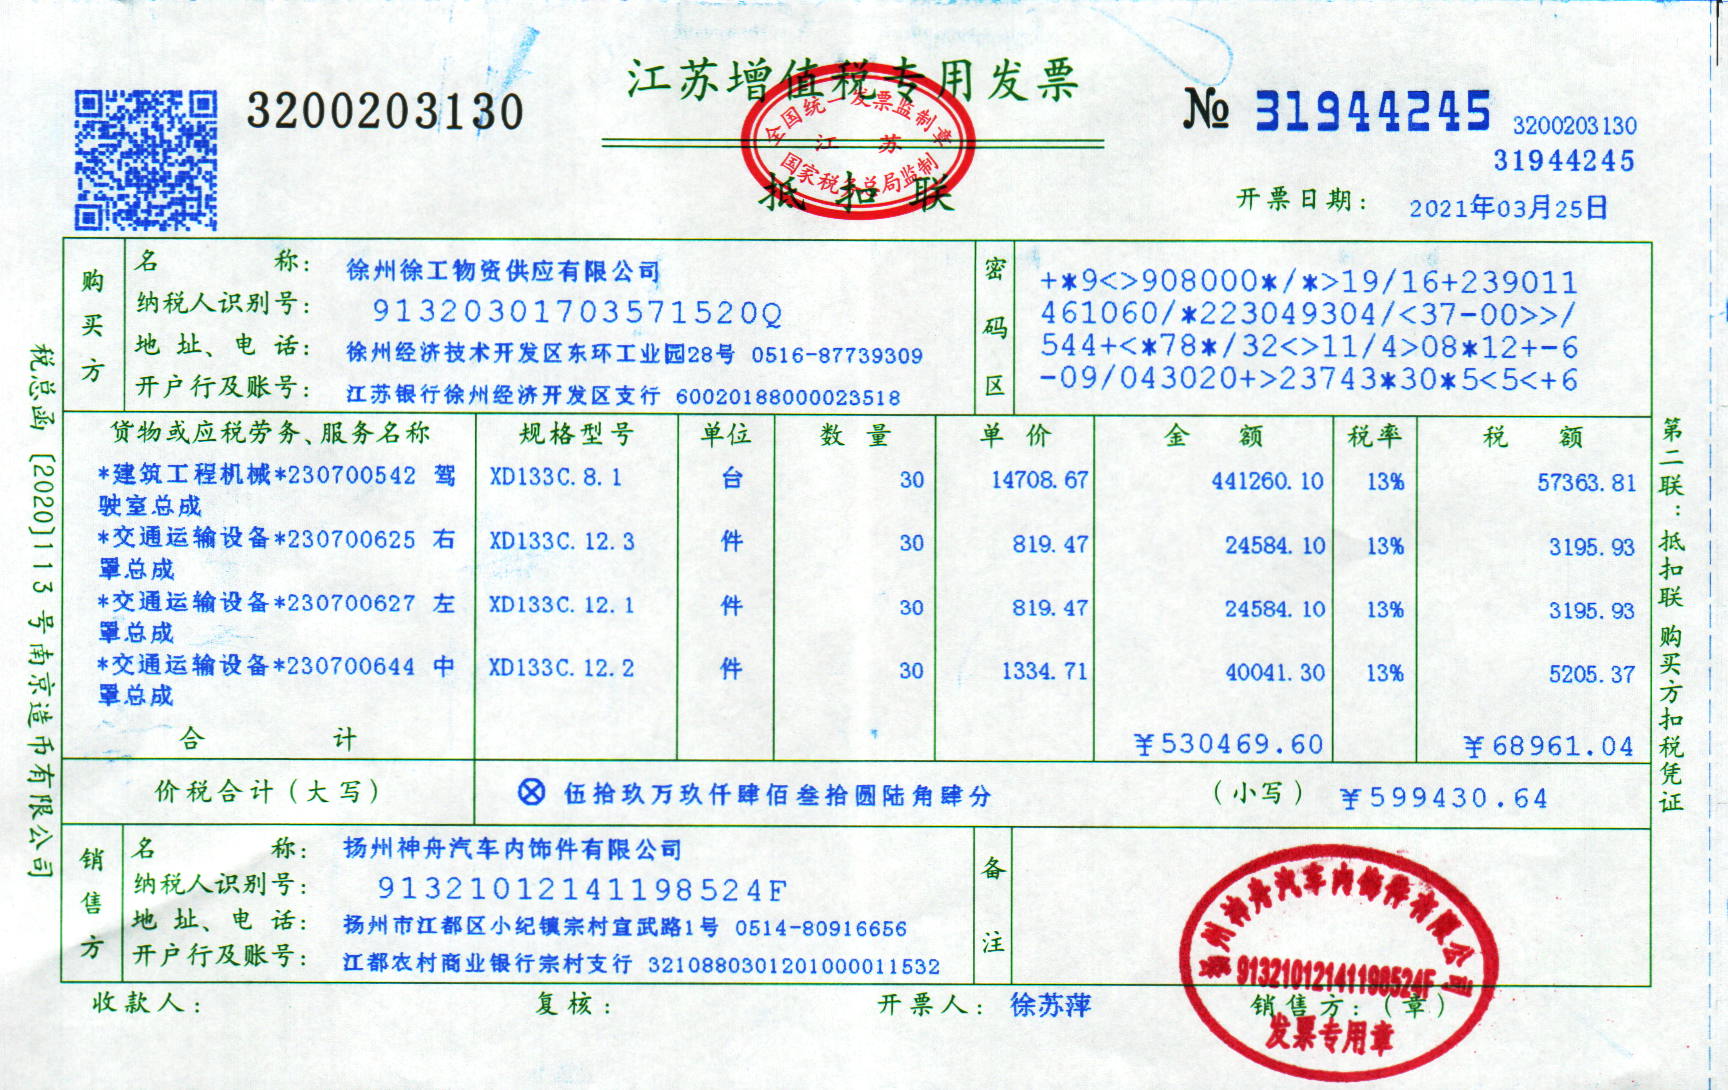 江苏增值税专用发票
3200203130
№ 31944245
3200203130
31944245
全国统一发票监制章
江 苏
国家税务总局监制
抵扣联
开票日期： 2021年03月25日
购买方
名 称： 徐州徐工物资供应有限公司
纳税人识别号： 91320301703571520Q
地 址、电 话： 徐州经济技术开发区东环工业园28号 0516-87739309
开户行及账号： 江苏银行徐州经济开发区支行 60020188000023518
密码区
+*9<>908000*/*>19/16+239011
461060/*223049304/<37-00>>/
544+<*78*/32<>11/4>08*12+-6
-09/043020+>23743*30*5<5<+6
货物或应税劳务、服务名称 规格型号 单位 数 量 单 价 金 额 税率 税 额
*建筑工程机械*230700542 驾 XD133C.8.1 台 30 14708.67 441260.10 13% 57363.81
驶室总成
*交通运输设备*230700625 右 XD133C.12.3 件 30 819.47 24584.10 13% 3195.93
罩总成
*交通运输设备*230700627 左 XD133C.12.1 件 30 819.47 24584.10 13% 3195.93
罩总成
*交通运输设备*230700644 中 XD133C.12.2 件 30 1334.71 40041.30 13% 5205.37
罩总成
合 计 ¥530469.60 ¥68961.04
价税合计（大写） ⊗ 伍拾玖万玖仟肆佰叁拾圆陆角肆分 （小写） ¥599430.64
销售方
名 称： 扬州神舟汽车内饰件有限公司
纳税人识别号： 91321012141198524F
地 址、电 话： 扬州市江都区小纪镇宗村宜武路1号 0514-80916656
开户行及账号： 江都农村商业银行宗村支行 3210880301201000011532
备注
收款人： 复核： 开票人： 徐苏萍 销售方：（章）
扬州神舟汽车内饰件有限公司
91321012141198524F
发票专用章
税总函〔2020〕113号南京造币有限公司
第二联：抵扣联 购买方扣税凭证